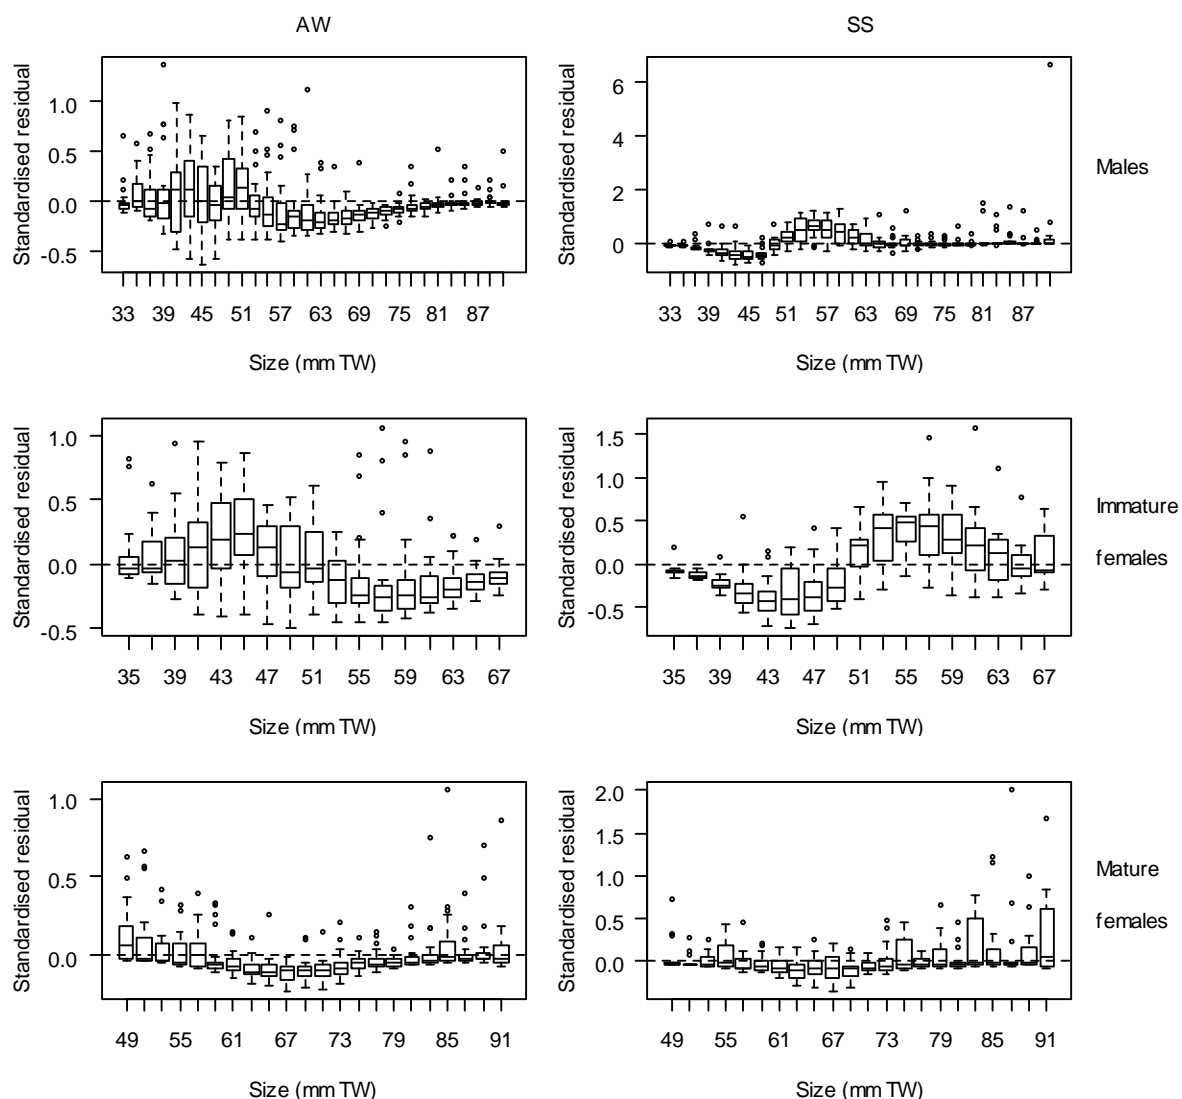 AW SS
Standardised residual
-0.5 0.0 0.5 1.0
33 39 45 51 57 63 69 75 81 87
Size (mm TW)
Standardised residual
0 2 4 6
33 39 45 51 57 63 69 75 81 87
Size (mm TW)
Males
Standardised residual
-0.5 0.0 0.5 1.0
35 39 43 47 51 55 59 63 67
Size (mm TW)
Standardised residual
-0.5 0.0 0.5 1.0 1.5
35 39 43 47 51 55 59 63 67
Size (mm TW)
Immature
females
Standardised residual
0.0 0.5 1.0
49 55 61 67 73 79 85 91
Size (mm TW)
Standardised residual
0.0 0.5 1.0 1.5 2.0
49 55 61 67 73 79 85 91
Size (mm TW)
Mature
females